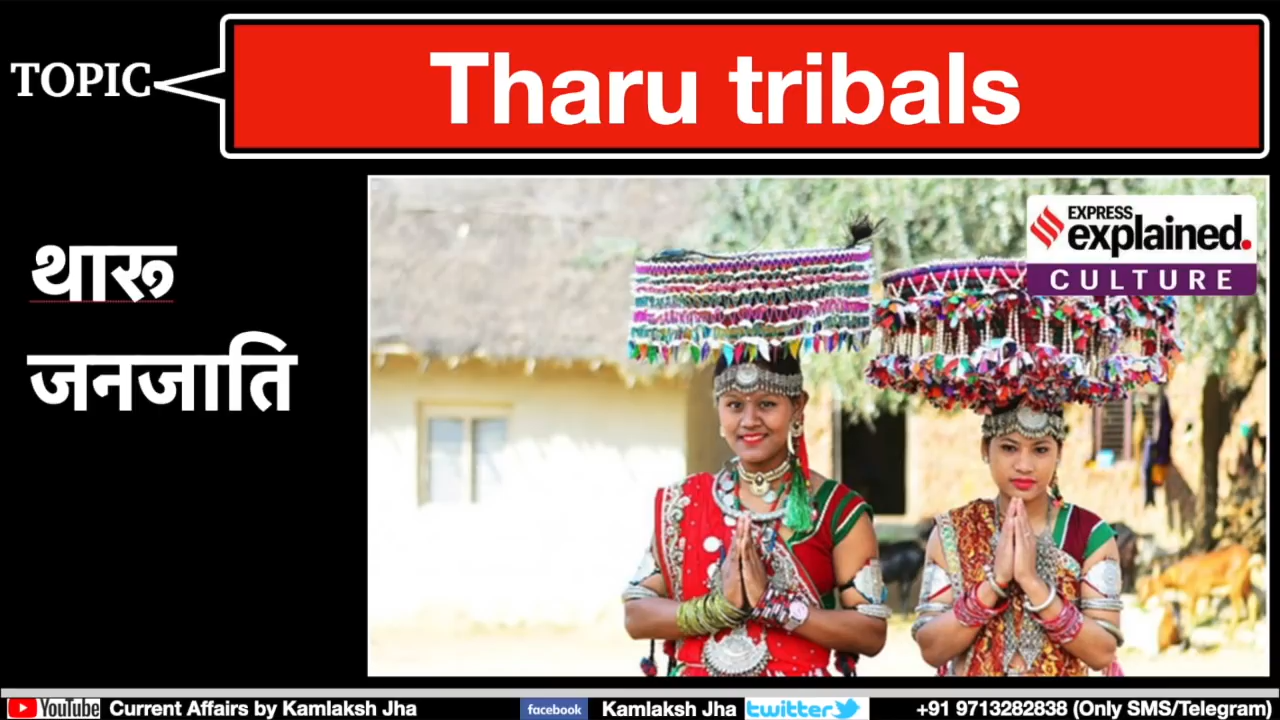 TOPIC
Tharu tribals
थारू
जनजाति
EXPRESS
explained.
CULTURE
YouTube Current Affairs by Kamlaksh Jha facebook Kamlaksh Jha twitter +91 9713282838 (Only SMS/Telegram)